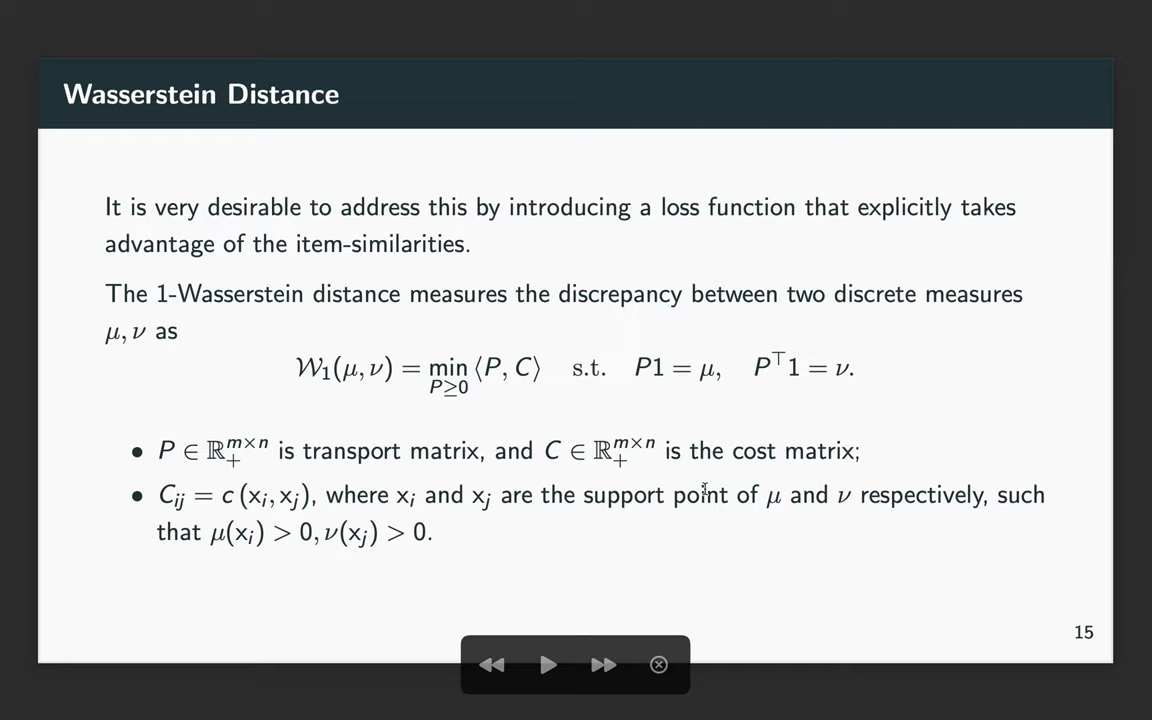 Wasserstein Distance
It is very desirable to address this by introducing a loss function that explicitly takes
advantage of the item-similarities.
The 1-Wasserstein distance measures the discrepancy between two discrete measures
μ, ν as
𝒲₁(μ, ν) = min_{P≥0} ⟨P, C⟩ s.t. P1 = μ, P^⊤1 = ν.
• P ∈ ℝ₊^{m×n} is transport matrix, and C ∈ ℝ₊^{m×n} is the cost matrix;
• C_{ij} = c (x_i, x_j), where x_i and x_j are the support point of μ and ν respectively, such
that μ(x_i) > 0, ν(x_j) > 0.
15